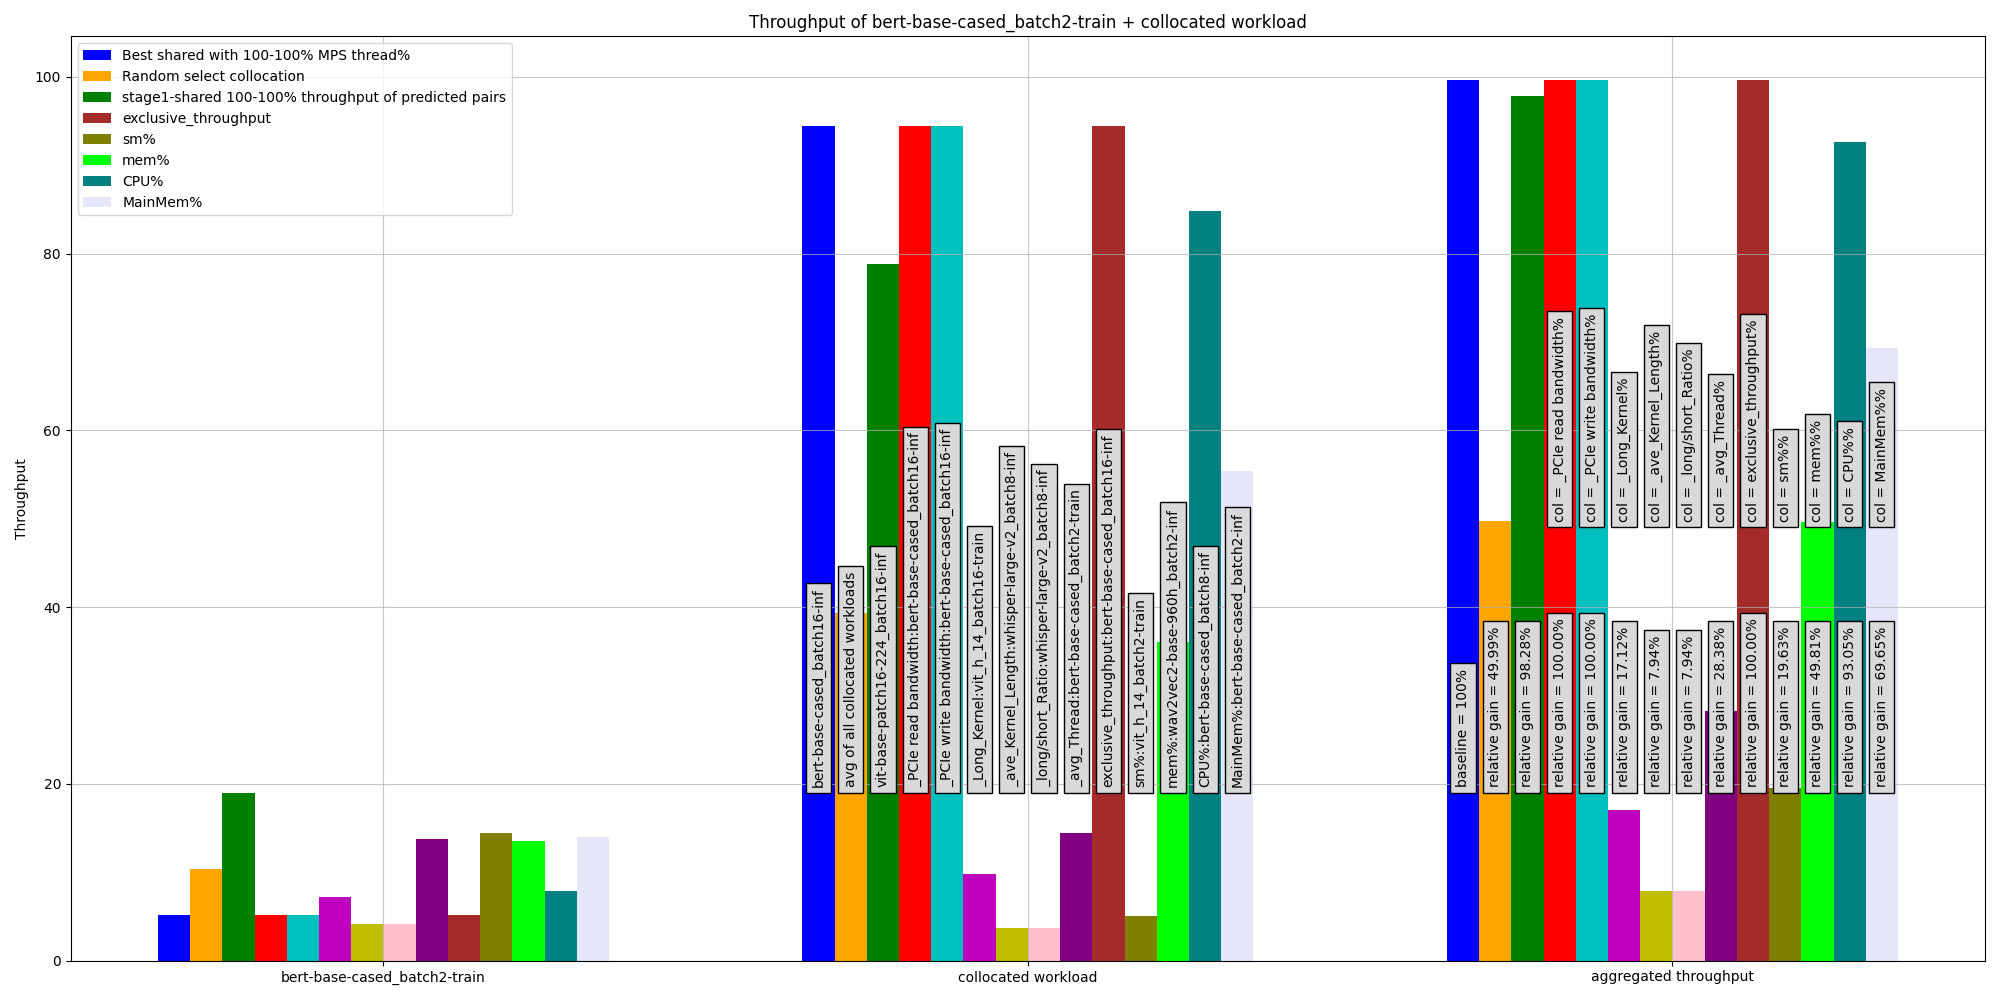 Throughput of bert-base-cased_batch2-train + collocated workload
Best shared with 100-100% MPS thread%
Random select collocation
stage1-shared 100-100% throughput of predicted pairs
exclusive_throughput
sm%
mem%
CPU%
MainMem%
Throughput
100
80
60
40
20
0
bert-base-cased_batch16-inf
avg of all collocated workloads
vit-base-patch16-224_batch16-inf
_PCIe read bandwidth:bert-base-cased_batch16-inf
_PCIe write bandwidth:bert-base-cased_batch16-inf
_Long_Kernel:vit_h_14_batch16-train
_ave_Kernel_Length:whisper-large-v2_batch8-inf
_long/short_Ratio:whisper-large-v2_batch8-inf
_avg_Thread:bert-base-cased_batch2-train
exclusive_throughput:bert-base-cased_batch16-inf
sm%:vit_h_14_batch2-train
mem%:wav2vec2-base-960h_batch2-inf
CPU%:bert-base-cased_batch8-inf
MainMem%:bert-base-cased_batch2-inf
col = _PCIe read bandwidth%
col = _PCIe write bandwidth%
col = _Long_Kernel%
col = _ave_Kernel_Length%
col = _long/short_Ratio%
col = _avg_Thread%
col = exclusive_throughput%
col = sm%%
col = mem%%
col = CPU%%
col = MainMem%%
baseline = 100%
relative gain = 49.99%
relative gain = 98.28%
relative gain = 100.00%
relative gain = 100.00%
relative gain = 17.12%
relative gain = 7.94%
relative gain = 7.94%
relative gain = 28.38%
relative gain = 100.00%
relative gain = 19.63%
relative gain = 49.81%
relative gain = 93.05%
relative gain = 69.65%
bert-base-cased_batch2-train
collocated workload
aggregated throughput